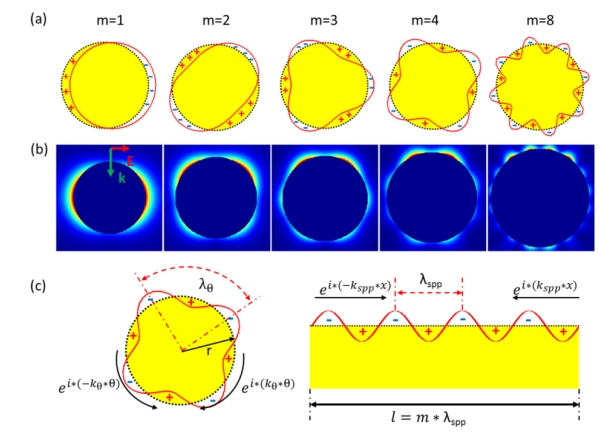 (a) m=1 m=2 m=3 m=4 m=8
(b)
E
k
(c)
λθ
r
e^{i*(-kθ*θ)}
e^{i*(kθ*θ)}
e^{i*(-kspp*x)}
λspp
e^{i*(kspp*x)}
l = m * λspp